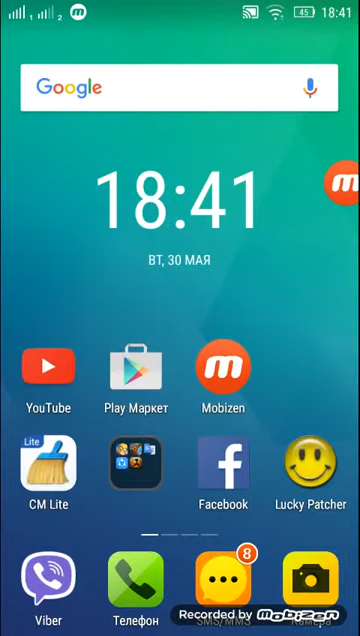 1 2 45 18:41
Google
18:41
ВТ, 30 МАЯ
YouTube Play Маркет Mobizen
Lite
CM Lite Facebook Lucky Patcher
8
Viber Телефон SMS/MMS Камера
Recorded by mobizen